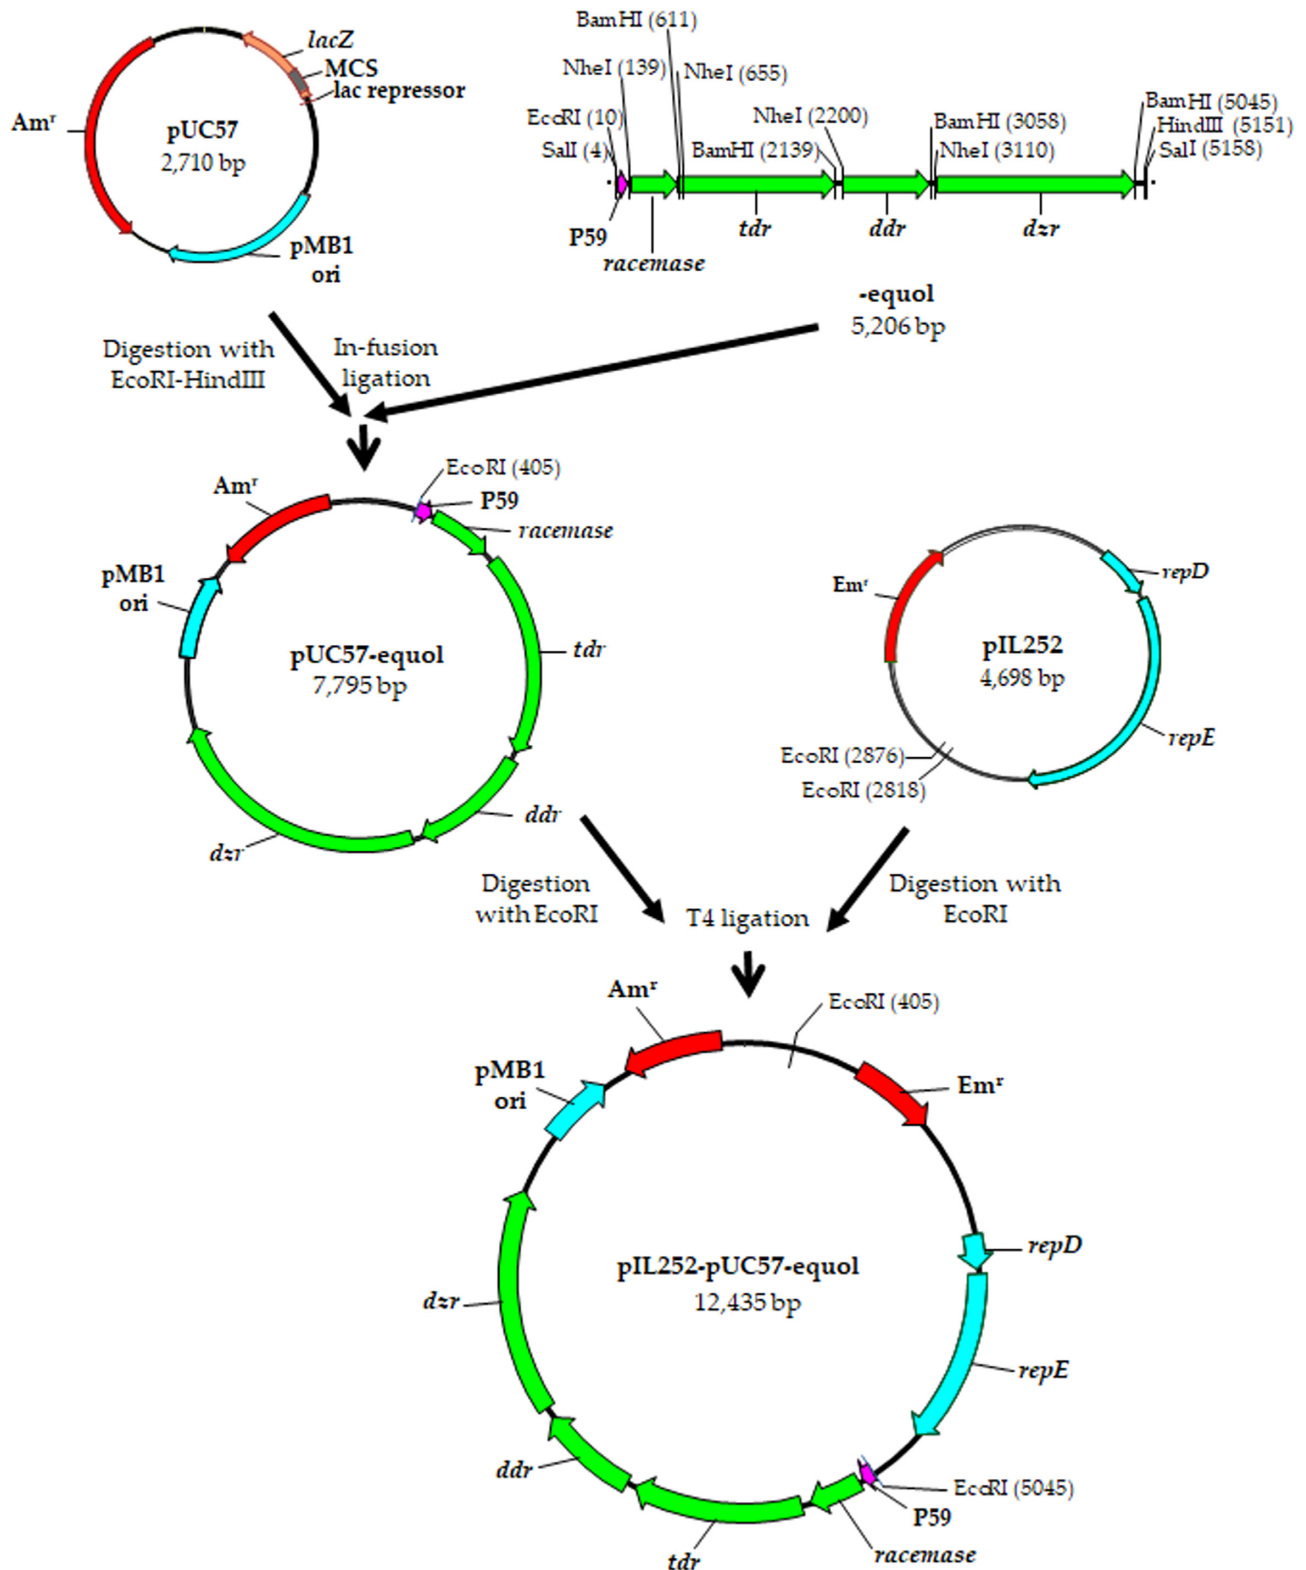 lacZ
MCS
lac repressor
Amʳ
pUC57
2,710 bp
pMB1
ori
BamHI (611)
NheI (139)
NheI (655)
EcoRI (10)
SalI (4)
NheI (2200)
BamHI (2139)
BamHI (3058)
NheI (3110)
BamHI (5045)
HindIII (5151)
SalI (5158)
P59
racemase
tdr
ddr
dzr
-equol
5,206 bp
Digestion with
EcoRI-HindIII
In-fusion
ligation
EcoRI (405)
P59
racemase
Amʳ
pMB1
ori
pUC57-equol
7,795 bp
tdr
ddr
dzr
Emʳ
repD
pIL252
4,698 bp
repE
EcoRI (2876)
EcoRI (2818)
Digestion
with EcoRI
T4 ligation
Digestion with
EcoRI
Amʳ
EcoRI (405)
pMB1
ori
Emʳ
repD
pIL252-pUC57-equol
12,435 bp
dzr
repE
ddr
EcoRI (5045)
P59
tdr
racemase